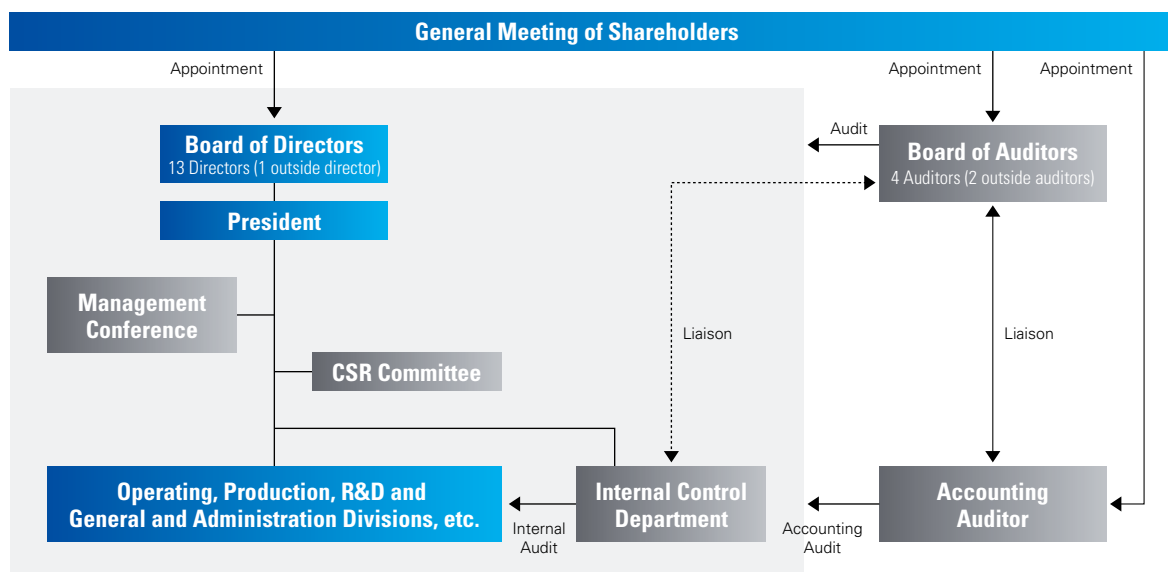 General Meeting of Shareholders
Appointment
Appointment
Appointment
Board of Directors
13 Directors (1 outside director)
Audit
Board of Auditors
4 Auditors (2 outside auditors)
President
Management
Conference
Liaison
Liaison
CSR Committee
Operating, Production, R&D and
General and Administration Divisions, etc.
Internal
Audit
Internal Control
Department
Accounting
Audit
Accounting
Auditor